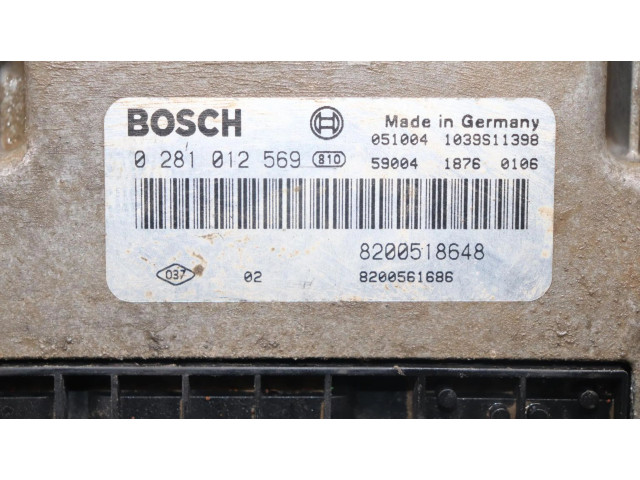 BOSCH
Made in Germany
051004 1039S11398
0 281 012 569 810
59004 1876 0106
8200518648
037 02 8200561686